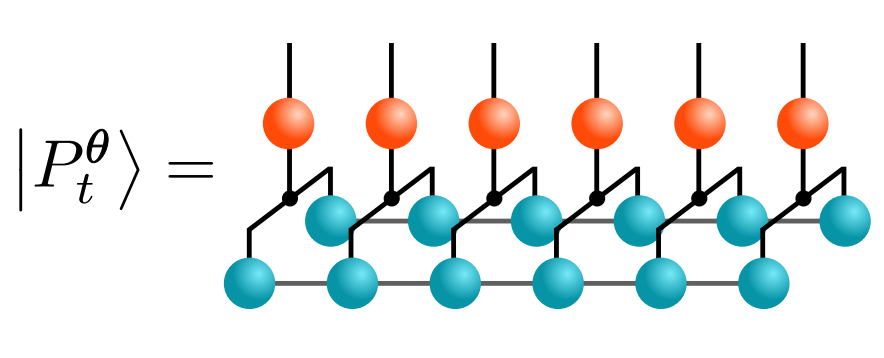 |P_t^θ⟩ =